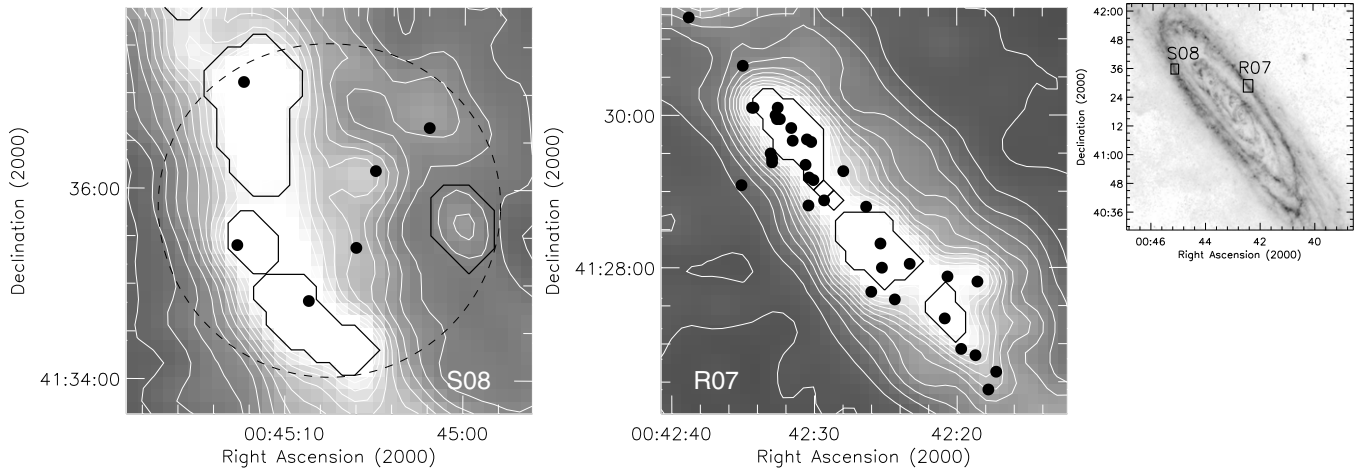 Declination (2000)
36:00
41:34:00
00:45:10
45:00
Right Ascension (2000)
S08
Declination (2000)
30:00
41:28:00
00:42:40
42:30
42:20
Right Ascension (2000)
R07
Declination (2000)
42:00
48
36
24
12
41:00
48
40:36
00:46
44
42
40
Right Ascension (2000)
S08
R07